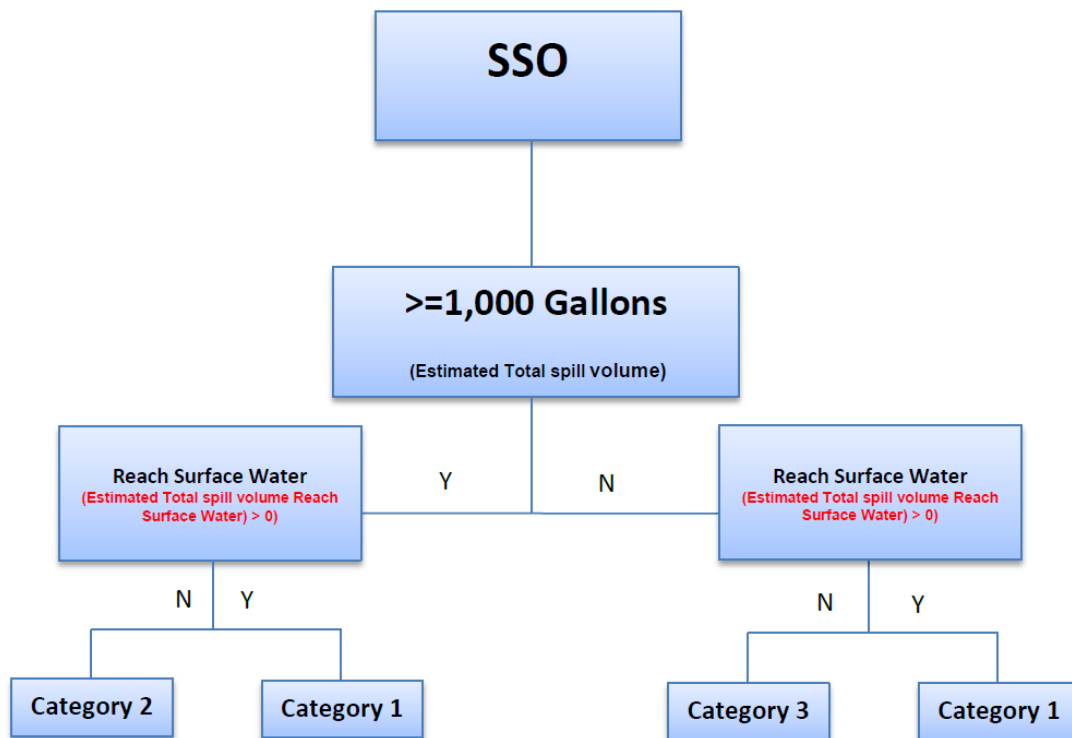 SSO
>=1,000 Gallons
(Estimated Total spill volume)
Reach Surface Water
(Estimated Total spill volume Reach
Surface Water) > 0)
Y
N
Reach Surface Water
(Estimated Total spill volume Reach
Surface Water) > 0)
N
Y
N
Y
Category 2
Category 1
Category 3
Category 1